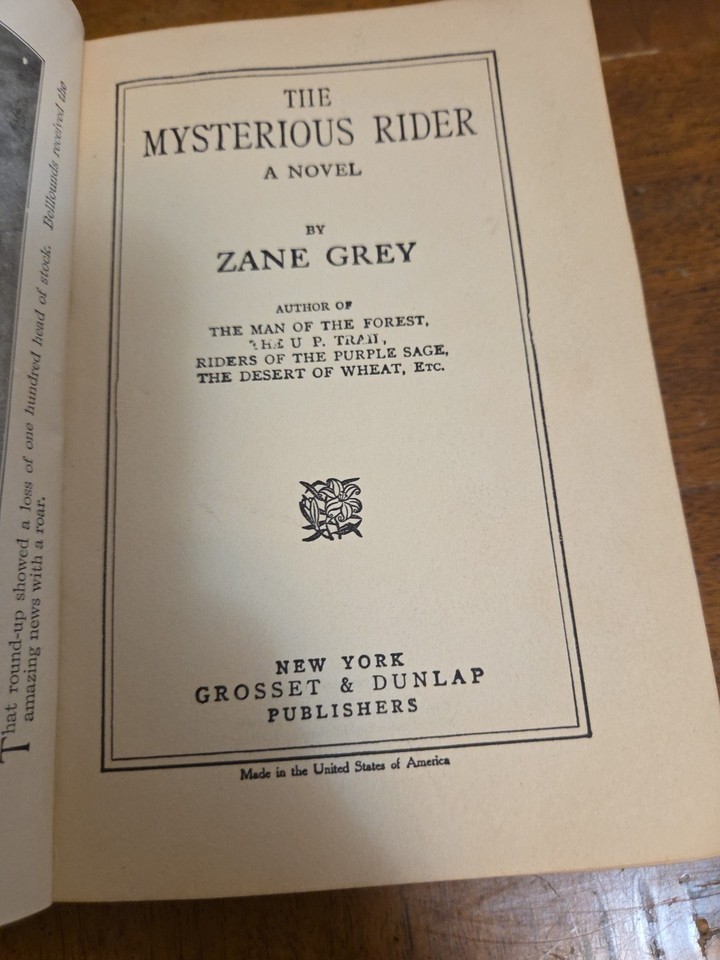 That round-up showed a loss of one hundred head of stock. Bellounds received the
amazing news with a roar.
THE
MYSTERIOUS RIDER
A NOVEL
BY
ZANE GREY
AUTHOR OF
THE MAN OF THE FOREST,
THE U P. TRAIL,
RIDERS OF THE PURPLE SAGE,
THE DESERT OF WHEAT, ETC.
NEW YORK
GROSSET & DUNLAP
PUBLISHERS
Made in the United States of America